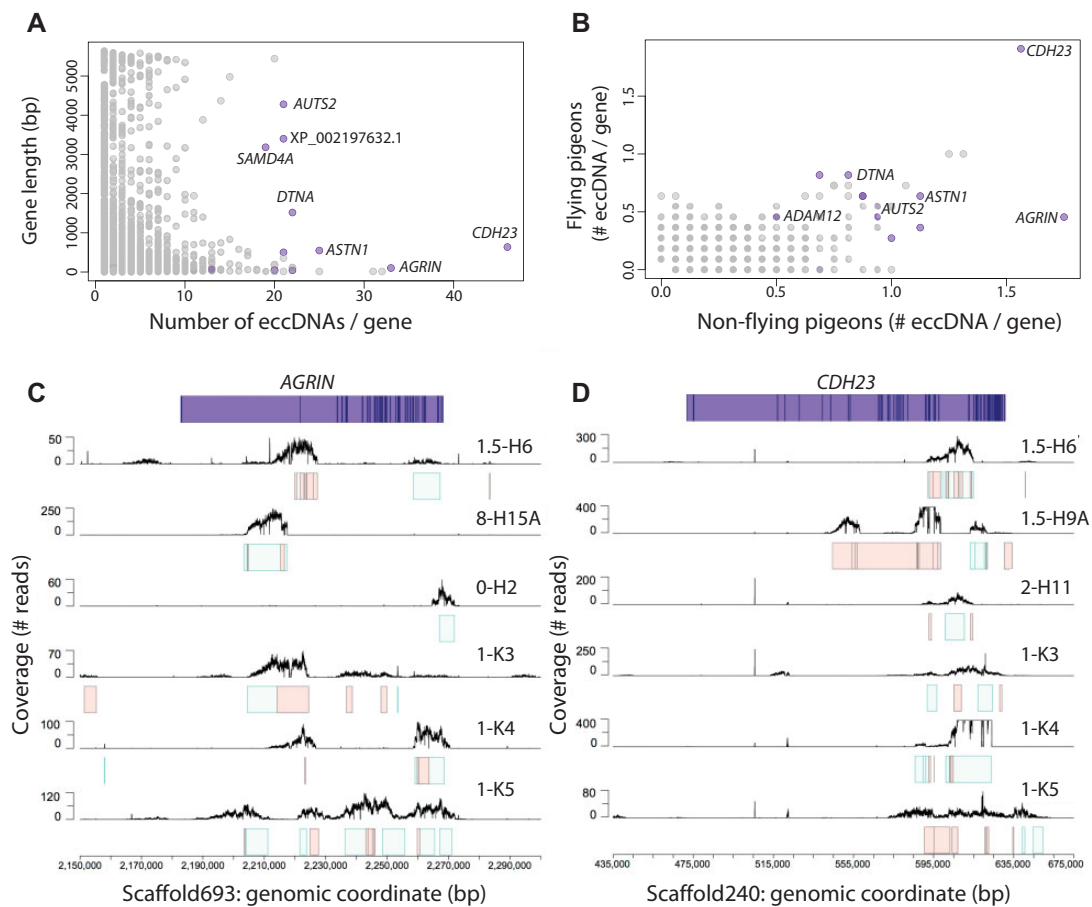 A
Gene length (bp)
0 1000 2000 3000 4000 5000
AUTS2
XP_002197632.1
SAMD4A
DTNA
CDH23
ASTN1
AGRIN
0 10 20 30 40
Number of eccDNAs / gene
B
Flying pigeons
(# eccDNA / gene)
0.0 0.5 1.0 1.5
CDH23
DTNA
ASTN1
ADAM12
AUTS2
AGRIN
0.0 0.5 1.0 1.5
Non-flying pigeons (# eccDNA / gene)
C
AGRIN
Coverage (# reads)
50
0
1.5-H6
250
0
8-H15A
60
0
0-H2
70
0
1-K3
100
0
1-K4
120
0
1-K5
2,150,000 2,190,000 2,230,000 2,250,000 2,270,000 2,290,000
Scaffold693: genomic coordinate (bp)
D
CDH23
Coverage (# reads)
300
0
1.5-H6'
400
0
1.5-H9A
200
0
2-H11
250
0
1-K3
400
0
1-K4
80
0
1-K5
435,000 475,000 515,000 555,000 595,000 635,000 675,000
Scaffold240: genomic coordinate (bp)